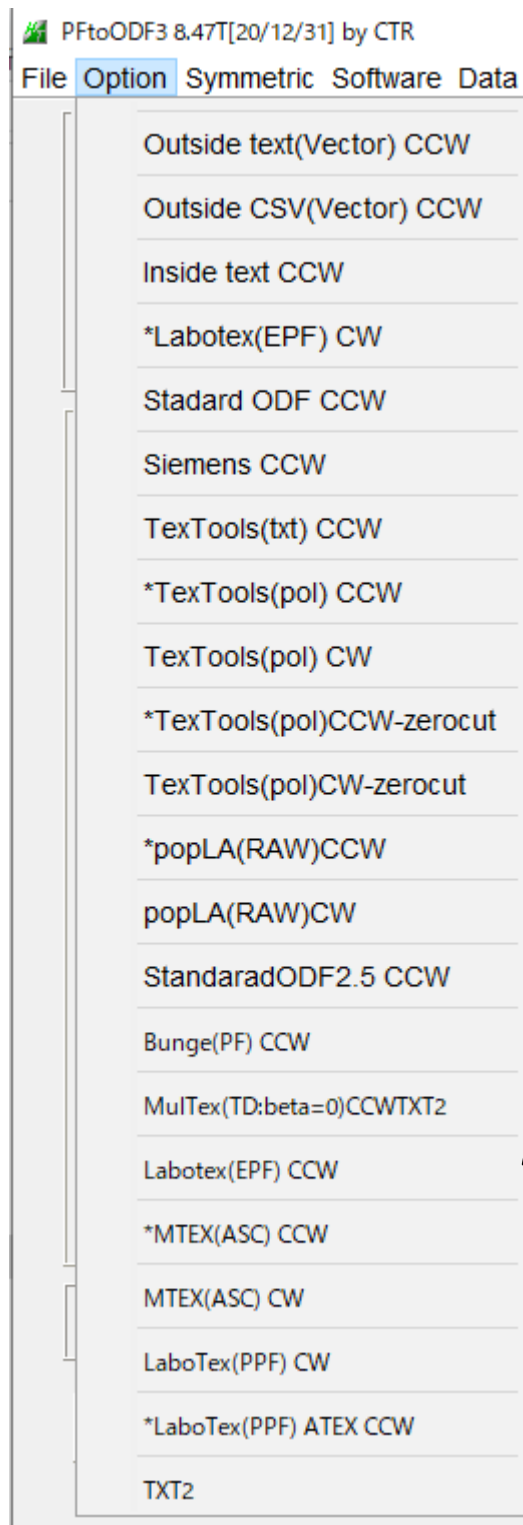 PFtoODF3 8.47T[20/12/31] by CTR
File Option Symmetric Software Data
Outside text(Vector) CCW
Outside CSV(Vector) CCW
Inside text CCW
*Labotex(EPF) CW
Stadard ODF CCW
Siemens CCW
TexTools(txt) CCW
*TexTools(pol) CCW
TexTools(pol) CW
*TexTools(pol)CCW-zerocut
TexTools(pol)CW-zerocut
*popLA(RAW)CCW
popLA(RAW)CW
StandaradODF2.5 CCW
Bunge(PF) CCW
MulTex(TD:beta=0)CCWTXT2
Labotex(EPF) CCW
*MTEX(ASC) CCW
MTEX(ASC) CW
LaboTex(PPF) CW
*LaboTex(PPF) ATEX CCW
TXT2